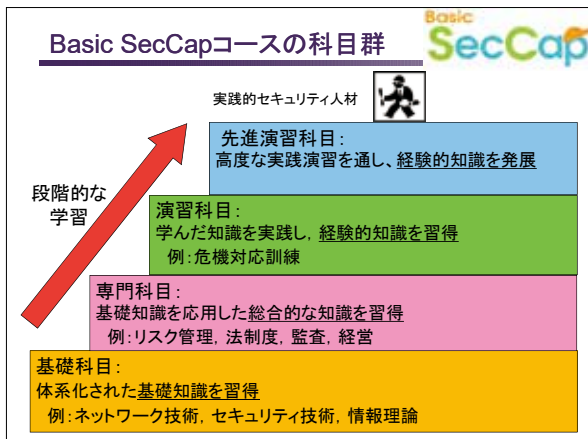 Basic SecCapコースの科目群
Basic
SecCap
実践的セキュリティ人材
段階的な
学習
先進演習科目：
高度な実践演習を通し、経験的知識を発展
演習科目：
学んだ知識を実践し，経験的知識を習得
例：危機対応訓練
専門科目：
基礎知識を応用した総合的な知識を習得
例：リスク管理，法制度，監査，経営
基礎科目：
体系化された基礎知識を習得
例：ネットワーク技術，セキュリティ技術，情報理論